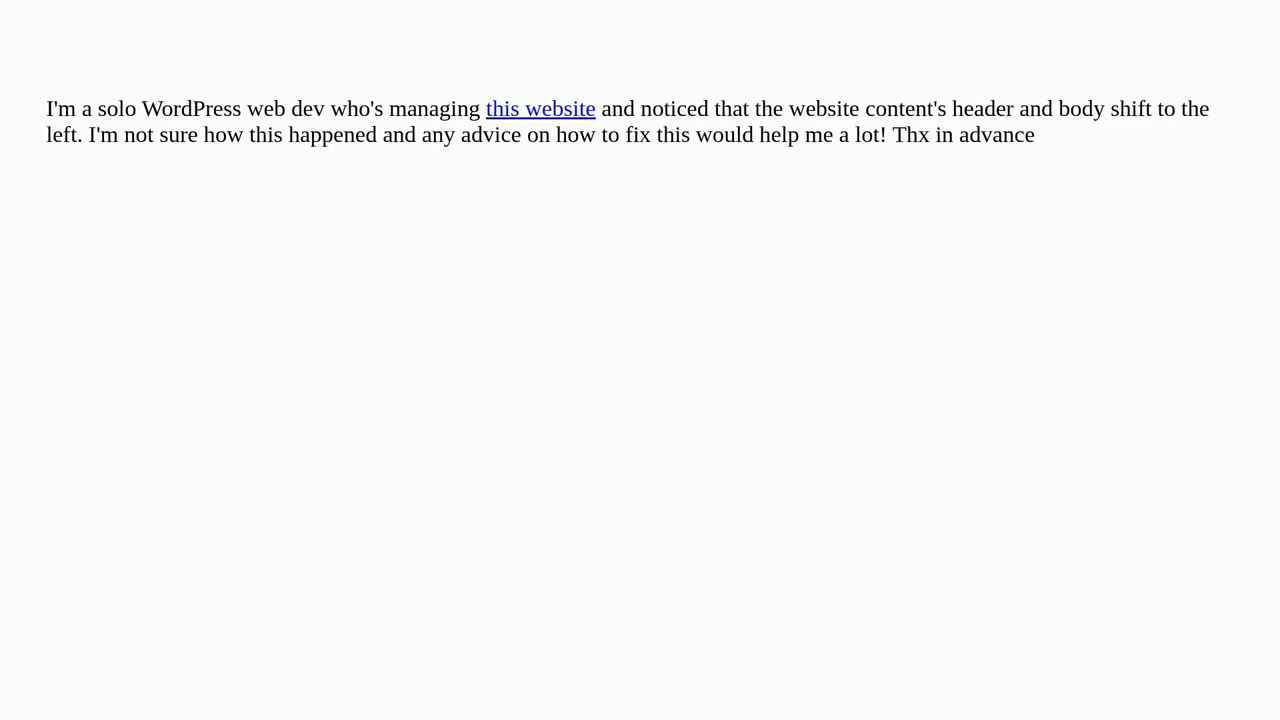 I'm a solo WordPress web dev who's managing this website and noticed that the website content's header and body shift to the
left. I'm not sure how this happened and any advice on how to fix this would help me a lot! Thx in advance